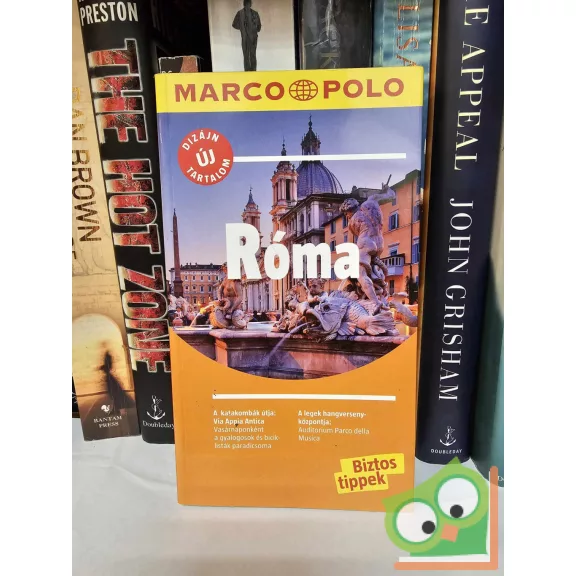 PRESTON
THE HOT ZONE
AN BROWN
BANTAM
PRESS
Doubleday
MARCO POLO
DIZÁJN
ÚJ
TARTALOM
Róma
A katakombák útja:
Via Appia Antica
Vasárnaponként
a gyalogosok és bicik-
listák paradicsoma
A legek hangverseny-
központja:
Auditorium Parco della
Musica
Biztos
tippek
E APPEAL
JOHN GRISHAM
DOUBLEDAY